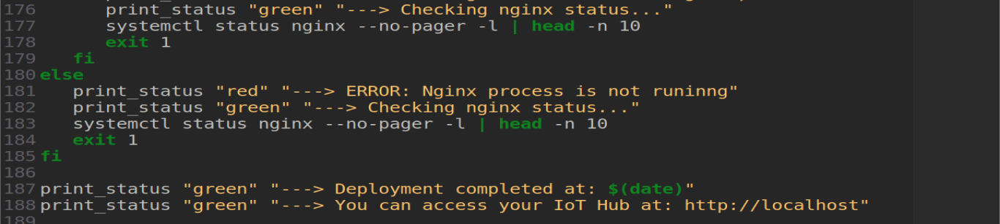 176 print_status "green" "---> Checking nginx status..."
177 systemctl status nginx --no-pager -l | head -n 10
178 exit 1
179 fi
180 else
181 print_status "red" "---> ERROR: Nginx process is not runinng"
182 print_status "green" "---> Checking nginx status..."
183 systemctl status nginx --no-pager -l | head -n 10
184 exit 1
185 fi
186
187 print_status "green" "---> Deployment completed at: $(date)"
188 print_status "green" "---> You can access your IoT Hub at: http://localhost"
189